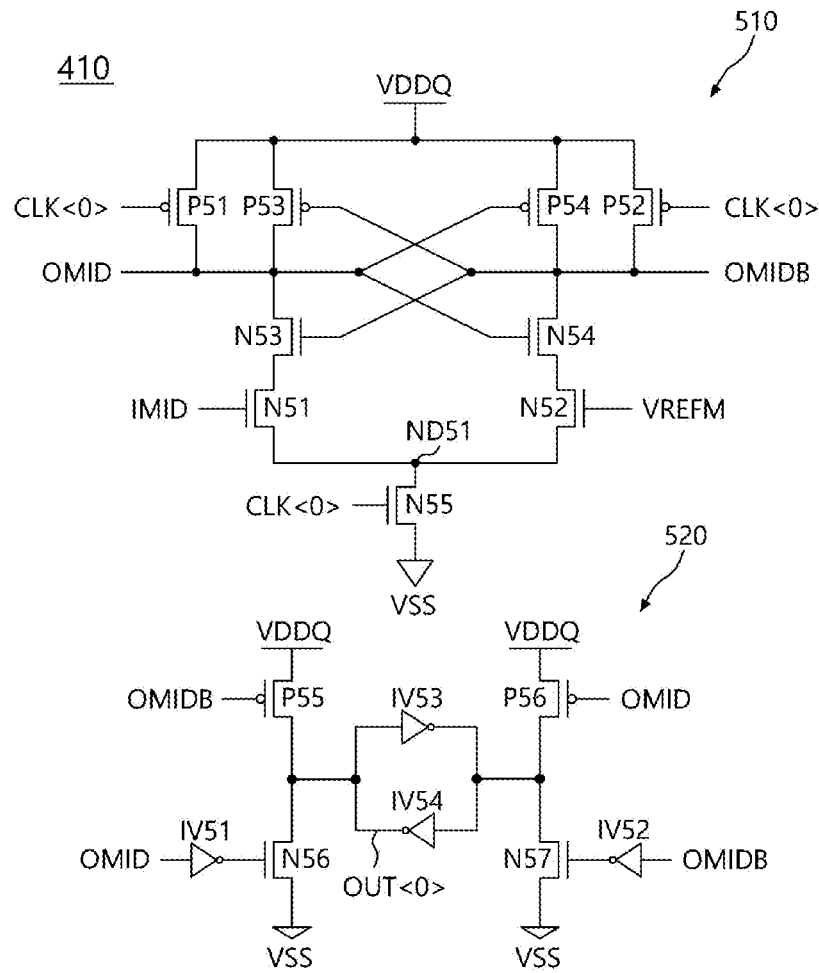 510
410
VDDQ
CLK<0> P51 P53 P54 P52 CLK<0>
OMID OMIDB
N53 N54
IMID N51 N52 VREFM
ND51
CLK<0> N55
VSS
520
VDDQ VDDQ
OMIDB P55 IV53 P56 OMID
IV54
IV51 IV52
OMID N56 N57 OMIDB
OUT<0>
VSS VSS